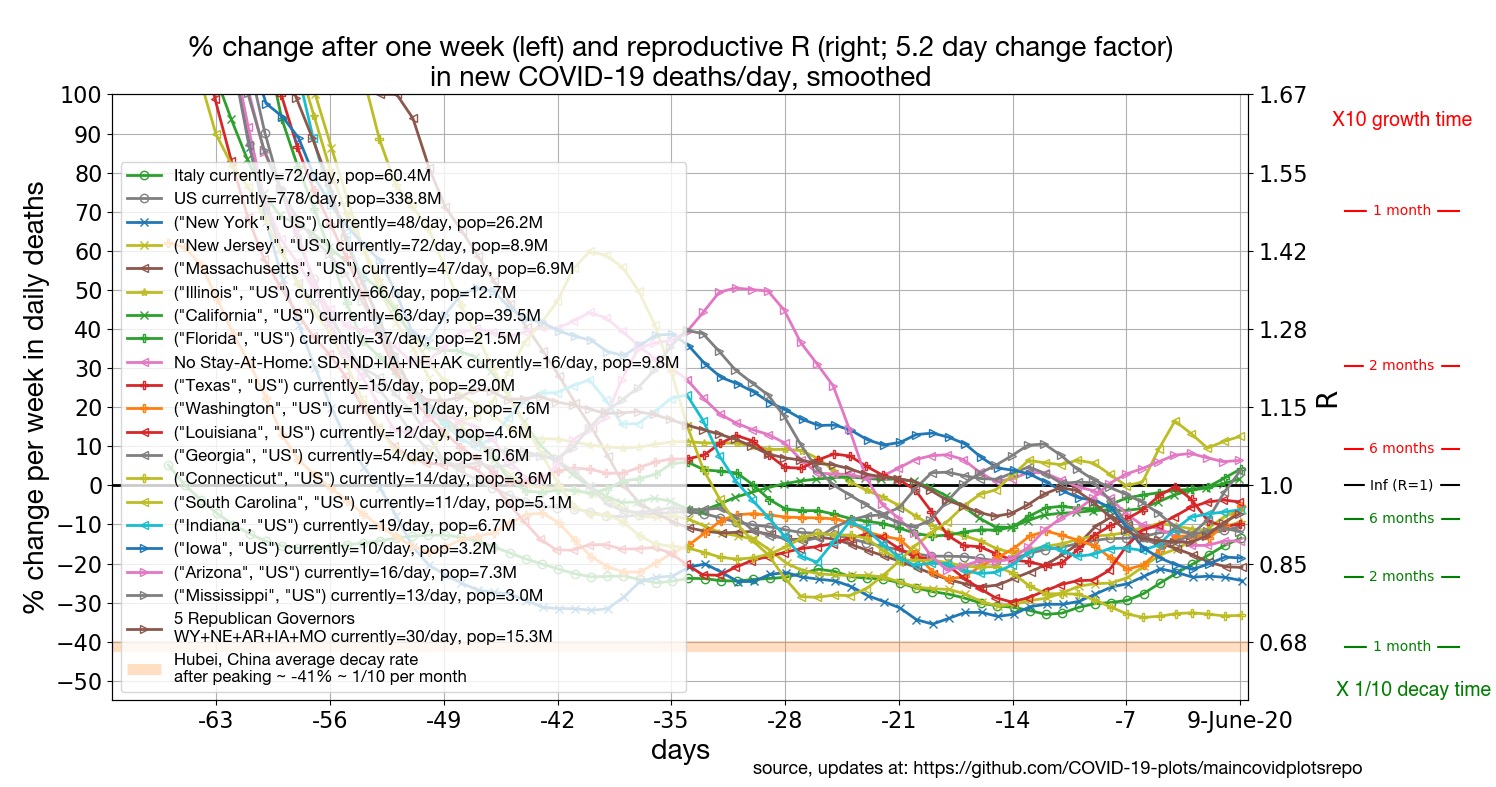 % change after one week (left) and reproductive R (right; 5.2 day change factor)
in new COVID-19 deaths/day, smoothed
% change per week in daily deaths
100
90
80
70
60
50
40
30
20
10
0
−10
−20
−30
−40
−50
Italy currently=72/day, pop=60.4M
US currently=778/day, pop=338.8M
("New York", "US") currently=48/day, pop=26.2M
("New Jersey", "US") currently=72/day, pop=8.9M
("Massachusetts", "US") currently=47/day, pop=6.9M
("Illinois", "US") currently=66/day, pop=12.7M
("California", "US") currently=63/day, pop=39.5M
("Florida", "US") currently=37/day, pop=21.5M
No Stay-At-Home: SD+ND+IA+NE+AK currently=16/day, pop=9.8M
("Texas", "US") currently=15/day, pop=29.0M
("Washington", "US") currently=11/day, pop=7.6M
("Louisiana", "US") currently=12/day, pop=4.6M
("Georgia", "US") currently=54/day, pop=10.6M
("Connecticut", "US") currently=14/day, pop=3.6M
("South Carolina", "US") currently=11/day, pop=5.1M
("Indiana", "US") currently=19/day, pop=6.7M
("Iowa", "US") currently=10/day, pop=3.2M
("Arizona", "US") currently=16/day, pop=7.3M
("Mississippi", "US") currently=13/day, pop=3.0M
5 Republican Governors
WY+NE+AR+IA+MO currently=30/day, pop=15.3M
Hubei, China average decay rate
after peaking ~ -41% ~ 1/10 per month
-63
-56
-49
-42
-35
-28
-21
-14
-7
9-June-20
days
1.67
1.55
1.42
1.28
1.15
1.0
0.85
0.68
R
X10 growth time
1 month
2 months
6 months
Inf (R=1)
6 months
2 months
1 month
X 1/10 decay time
source, updates at: https://github.com/COVID-19-plots/maincovidplotsrepo